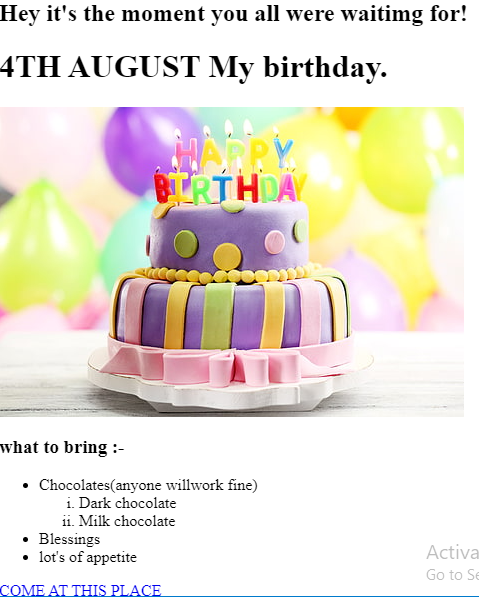 Hey it's the moment you all were waitimg for!
4TH AUGUST My birthday.
HAPPY
BIRTHDAY
what to bring :-
• Chocolates(anyone willwork fine)
i. Dark chocolate
ii. Milk chocolate
• Blessings
• lot's of appetite
Activa
Go to Se
COME AT THIS PLACE